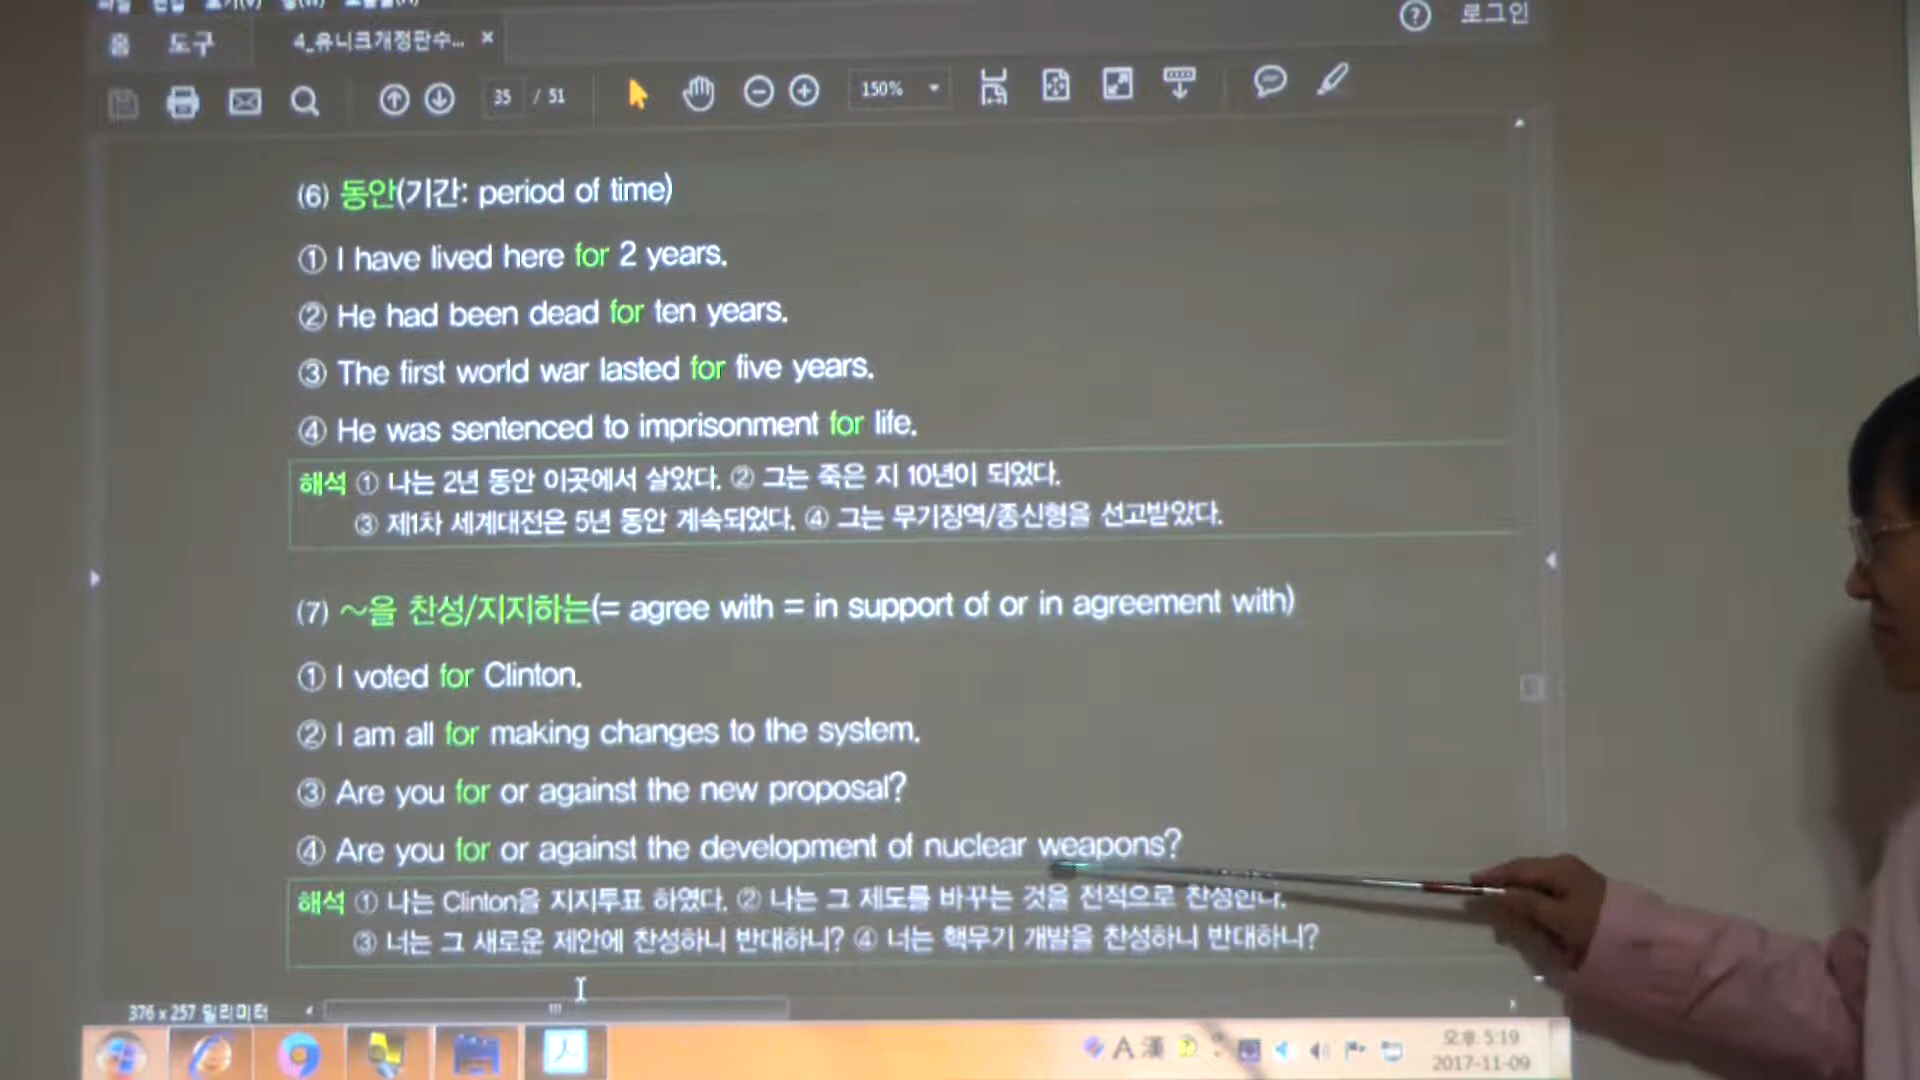 도구
4_유니크개정판수... ×
로그인
35 / 51
150%
(6) 동안(기간: period of time)
① I have lived here for 2 years.
② He had been dead for ten years.
③ The first world war lasted for five years.
④ He was sentenced to imprisonment for life.
해석 ① 나는 2년 동안 이곳에서 살았다. ② 그는 죽은 지 10년이 되었다.
③ 제1차 세계대전은 5년 동안 계속되었다. ④ 그는 무기징역/종신형을 선고받았다.
(7) ~을 찬성/지지하는(= agree with = in support of or in agreement with)
① I voted for Clinton.
② I am all for making changes to the system.
③ Are you for or against the new proposal?
④ Are you for or against the development of nuclear weapons?
해석 ① 나는 Clinton을 지지투표 하였다. ② 나는 그 제도를 바꾸는 것을 전적으로 찬성한다.
③ 너는 그 새로운 제안에 찬성하니 반대하니? ④ 너는 핵무기 개발을 찬성하니 반대하니?
376 x 257 밀리미터
A 漢
오후 5:19
2017-11-09